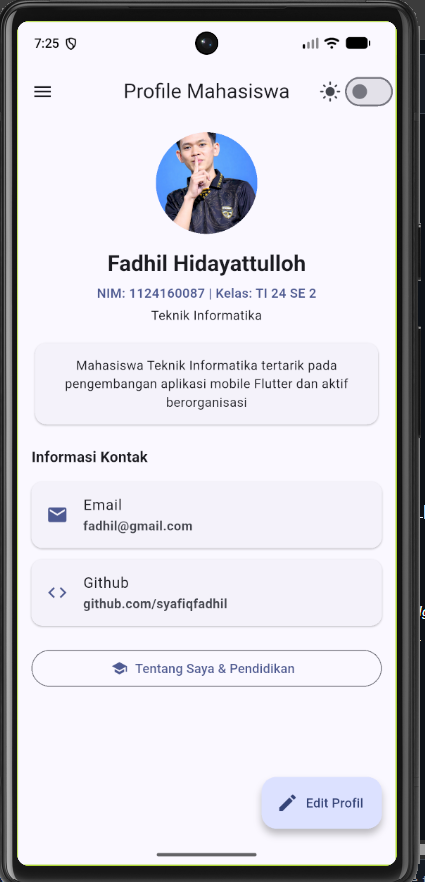 7:25
Profile Mahasiswa
Fadhil Hidayattulloh
NIM: 1124160087 | Kelas: TI 24 SE 2
Teknik Informatika
Mahasiswa Teknik Informatika tertarik pada
pengembangan aplikasi mobile Flutter dan aktif
berorganisasi
Informasi Kontak
Email
fadhil@gmail.com
Github
github.com/syafiqfadhil
Tentang Saya & Pendidikan
Edit Profil